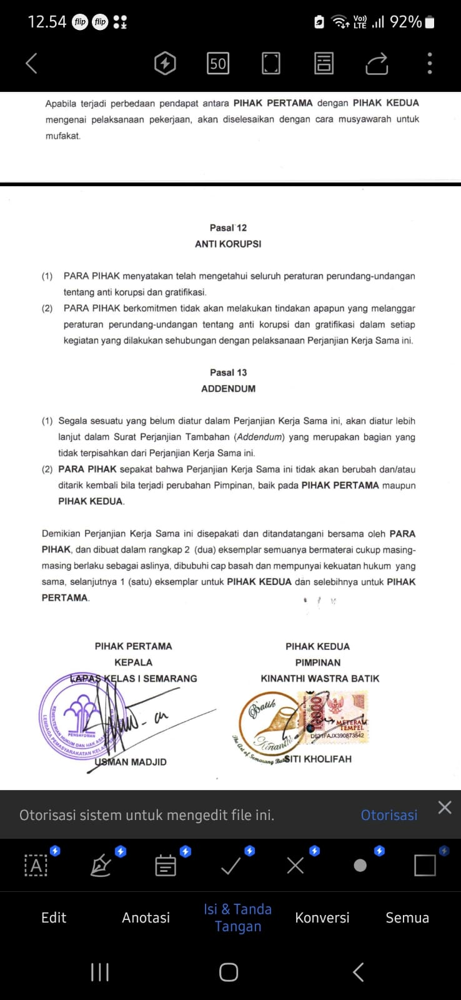 12.54 flip flip Vo)) LTE 92%
50
Apabila terjadi perbedaan pendapat antara PIHAK PERTAMA dengan PIHAK KEDUA
mengenai pelaksanaan pekerjaan, akan diselesaikan dengan cara musyawarah untuk
mufakat.
Pasal 12
ANTI KORUPSI
(1) PARA PIHAK menyatakan telah mengetahui seluruh peraturan perundang-undangan
tentang anti korupsi dan gratifikasi.
(2) PARA PIHAK berkomitmen tidak akan melakukan tindakan apapun yang melanggar
peraturan perundang-undangan tentang anti korupsi dan gratifikasi dalam setiap
kegiatan yang dilakukan sehubungan dengan pelaksanaan Perjanjian Kerja Sama ini.
Pasal 13
ADDENDUM
(1) Segala sesuatu yang belum diatur dalam Perjanjian Kerja Sama ini, akan diatur lebih
lanjut dalam Surat Perjanjian Tambahan (Addendum) yang merupakan bagian yang
tidak terpisahkan dari Perjanjian Kerja Sama ini.
(2) PARA PIHAK sepakat bahwa Perjanjian Kerja Sama ini tidak akan berubah dan/atau
ditarik kembali bila terjadi perubahan Pimpinan, baik pada PIHAK PERTAMA maupun
PIHAK KEDUA.
Demikian Perjanjian Kerja Sama ini disepakati dan ditandatangani bersama oleh PARA
PIHAK, dan dibuat dalam rangkap 2 (dua) eksemplar semuanya bermaterai cukup masing-
masing berlaku sebagai aslinya, dibubuhi cap basah dan mempunyai kekuatan hukum yang
sama, selanjutnya 1 (satu) eksemplar untuk PIHAK KEDUA dan selebihnya untuk PIHAK
PERTAMA.
PIHAK PERTAMA
KEPALA
LAPAS KELAS I SEMARANG
KEMENTERIAN HUKUM DAN HAK ASASI
LEMBAGA PEMASYARAKATAN KELAS
PENGAYOMAN
USMAN MADJID
PIHAK KEDUA
PIMPINAN
KINANTHI WASTRA BATIK
Batik
Kinanthi
The Art of Semarang Batik
10000
METERAI
TEMPEL
D631FAJX390873542
SITI KHOLIFAH
Otorisasi sistem untuk mengedit file ini. Otorisasi
A
Edit
Anotasi
Isi & Tanda
Tangan
Konversi
Semua